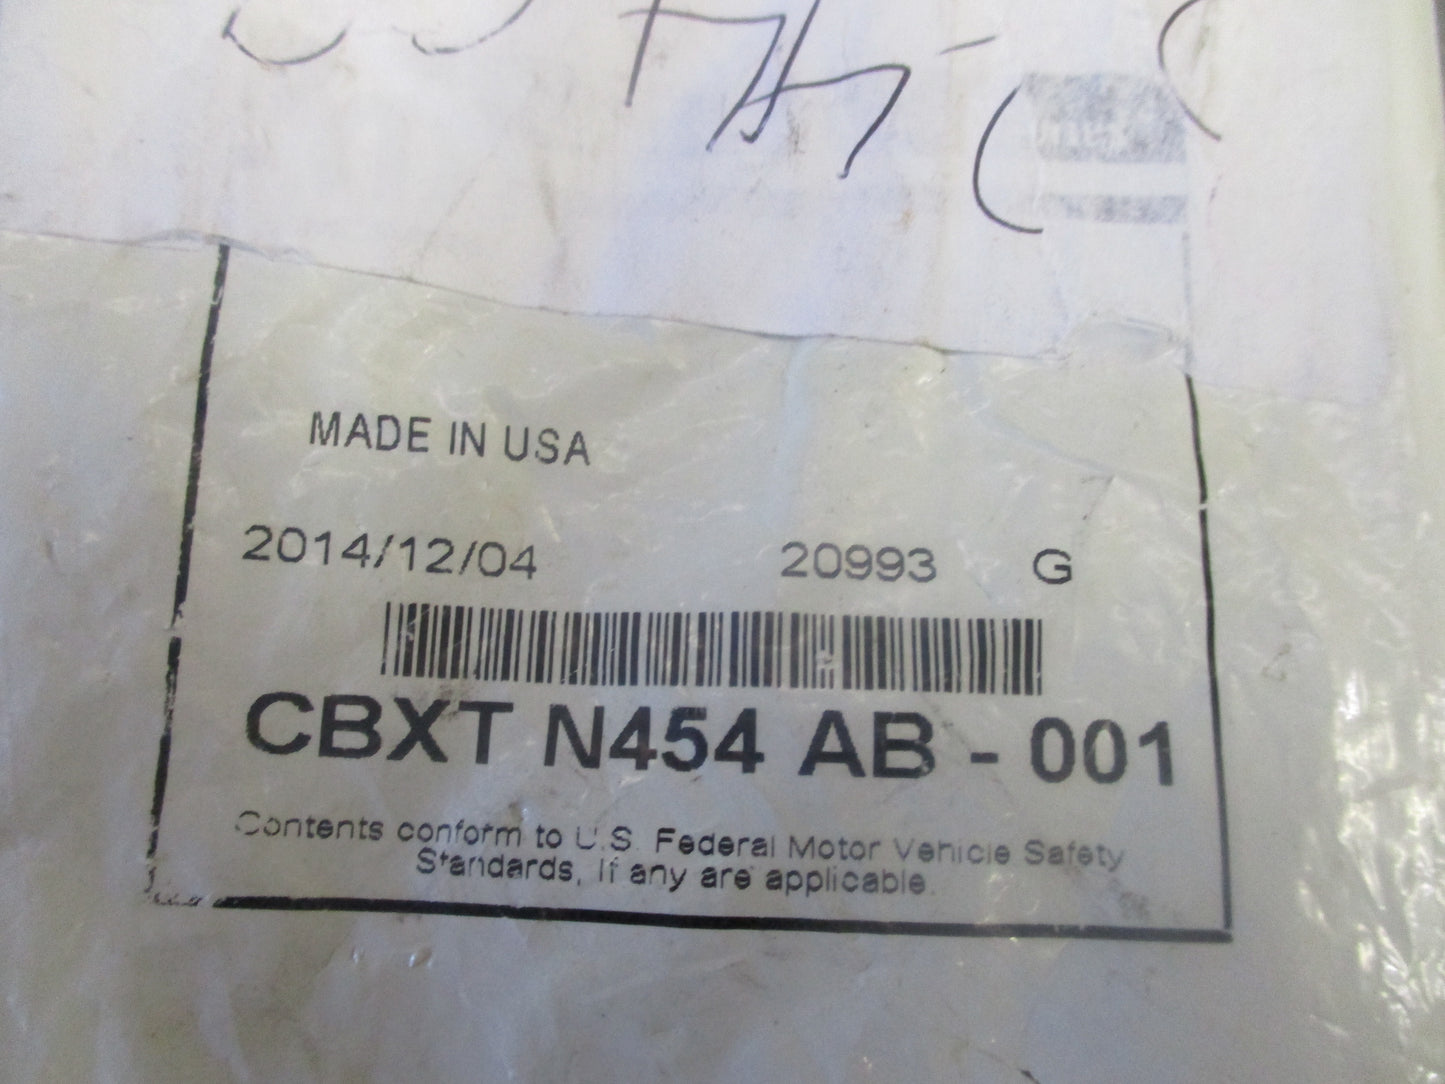 MADE IN USA
2014/12/04 20993 G
CBXT N454 AB - 001
Contents conform to U.S. Federal Motor Vehicle Safety
Standards, If any are applicable.